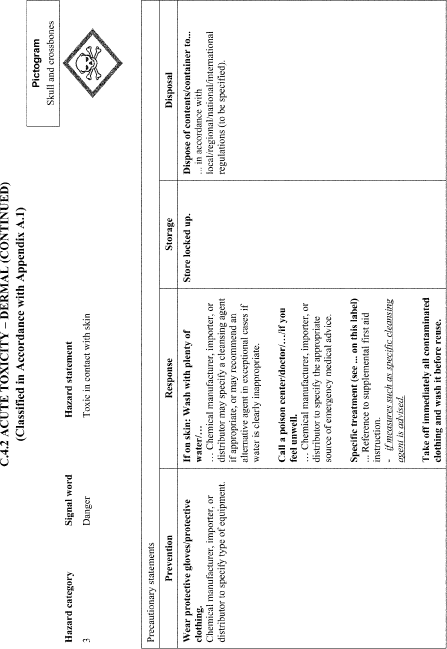 C.4.2 ACUTE TOXICITY – DERMAL (CONTINUED)
(Classified in Accordance with Appendix A.1)
Pictogram
Skull and crossbones
Hazard category
Signal word
Hazard statement
3
Danger
Toxic in contact with skin
Precautionary statements
Prevention
Response
Storage
Disposal
Wear protective gloves/protective
clothing.
Chemical manufacturer, importer, or
distributor to specify type of equipment.
If on skin: Wash with plenty of
water/…
… Chemical manufacturer, importer, or
distributor may specify a cleansing agent
if appropriate, or may recommend an
alternative agent in exceptional cases if
water is clearly inappropriate.
Call a poison center/doctor/…/if you
feel unwell.
… Chemical manufacturer, importer, or
distributor to specify the appropriate
source of emergency medical advice.
Specific treatment (see ... on this label)
... Reference to supplemental first aid
instruction.
- if measures such as specific cleansing
agent is advised.
Take off immediately all contaminated
clothing and wash it before reuse.
Store locked up.
Dispose of contents/container to...
... in accordance with
local/regional/national/international
regulations (to be specified).